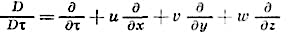 D/Dτ = ∂/∂τ + u ∂/∂x + v ∂/∂y + w ∂/∂z